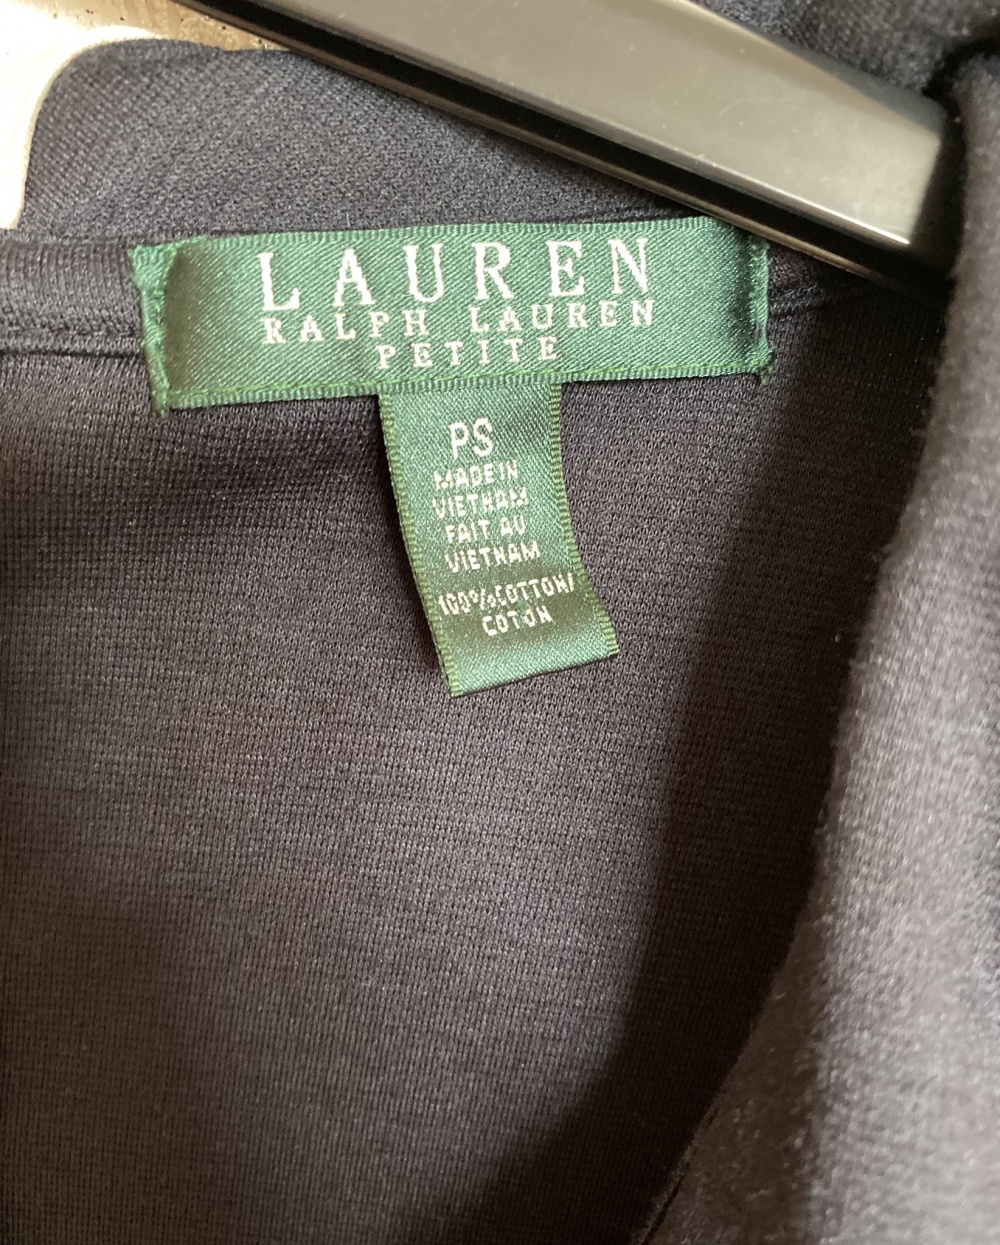 LAUREN
RALPH LAUREN
PETITE
PS
MADE IN
VIETNAM
FAIT AU
VIETNAM
100% COTTON/
COTON